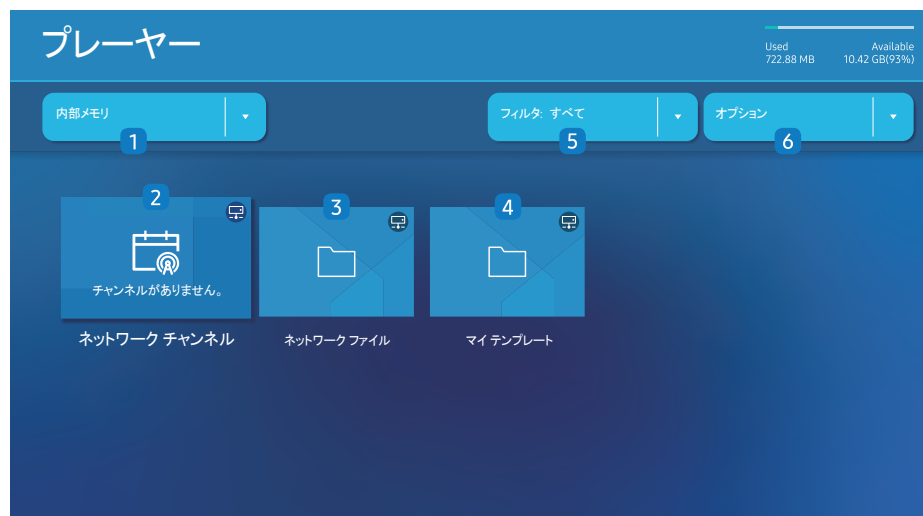 プレーヤー
Used Available
722.88 MB 10.42 GB(93%)
内部メモリ
フィルタ: すべて
オプション
1
5
6
2
3
4
チャンネルがありません。
ネットワーク チャンネル
ネットワーク ファイル
マイ テンプレート